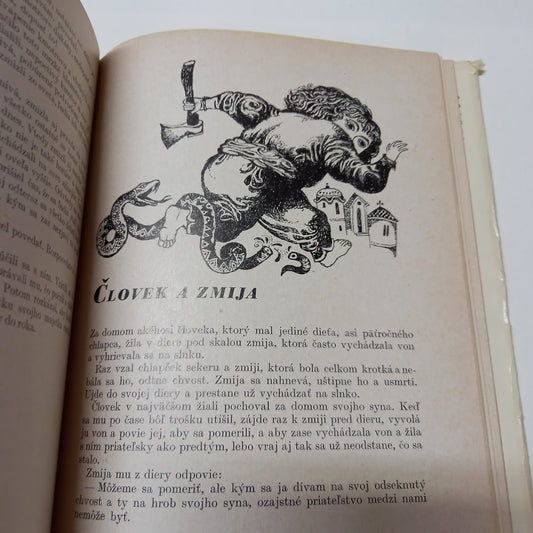 ČLOVEK A ZMIJA
Za domom akéhosi človeka, ktorý mal jediné dieťa, asi päťročného
chlapca, žila v diere pod skalou zmija, ktorá často vychádzala von
a vyhrievala sa na slnku.
Raz vzal chlapček sekeru a zmiji, ktorá bola celkom krotká a ne-
bála sa ho, odťne chvost. Zmija sa nahnevá, uštipne ho a usmrtí.
Ujde do svojej diery a prestane už vychádzať na slnko.
Človek v najväčšom žiali pochoval za domom svojho syna. Keď
sa mu po čase bôľ trošku utíšil, zájde raz k zmiji pred dieru, vyvolá
ju von a povie jej, aby sa pomerili, a aby zase vychádzala von a žila
s ním priateľsky ako predtým, lebo vraj aj tak sa už neodstane, čo sa
stalo.
Zmija mu z diery odpovie:
— Môžeme sa pomeriť, ale kým sa ja dívam na svoj odseknutý
chvost a ty na hrob svojho syna, ozajstné priateľstvo medzi nami
nemôže byť.